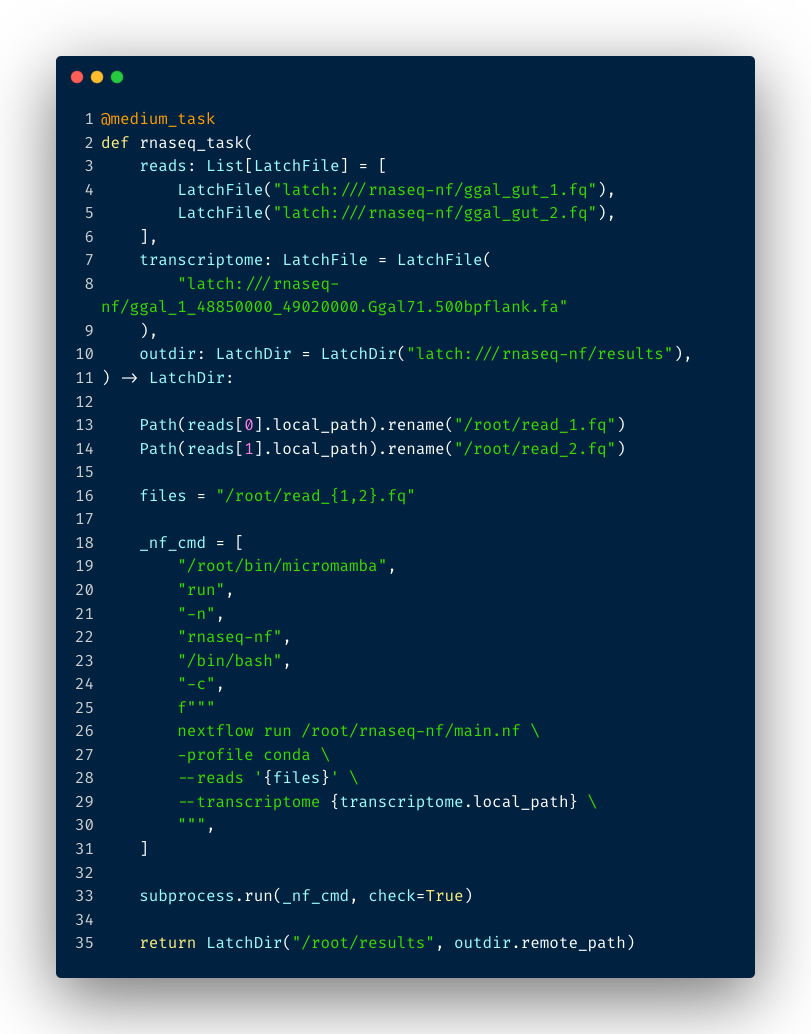 1 @medium_task
2 def rnaseq_task(
3     reads: List[LatchFile] = [
4         LatchFile("latch:///rnaseq-nf/ggal_gut_1.fq"),
5         LatchFile("latch:///rnaseq-nf/ggal_gut_2.fq"),
6     ],
7     transcriptome: LatchFile = LatchFile(
8         "latch:///rnaseq-
nf/ggal_1_48850000_49020000.Ggal71.500bpflank.fa"
9     ),
10     outdir: LatchDir = LatchDir("latch:///rnaseq-nf/results"),
11 ) -> LatchDir:
12
13     Path(reads[0].local_path).rename("/root/read_1.fq")
14     Path(reads[1].local_path).rename("/root/read_2.fq")
15
16     files = "/root/read_{1,2}.fq"
17
18     _nf_cmd = [
19         "/root/bin/micromamba",
20         "run",
21         "-n",
22         "rnaseq-nf",
23         "/bin/bash",
24         "-c",
25         f"""
26         nextflow run /root/rnaseq-nf/main.nf \
27         -profile conda \
28         --reads '{files}' \
29         --transcriptome {transcriptome.local_path} \
30         """,
31     ]
32
33     subprocess.run(_nf_cmd, check=True)
34
35     return LatchDir("/root/results", outdir.remote_path)